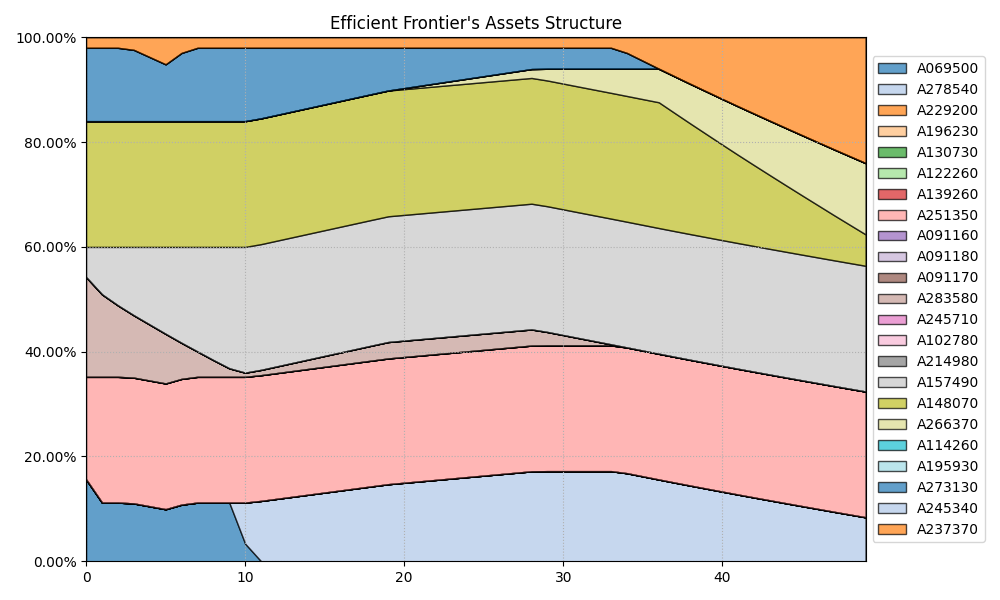 Efficient Frontier's Assets Structure
100.00%
80.00%
60.00%
40.00%
20.00%
0.00%
0
10
20
30
40
A069500
A278540
A229200
A196230
A130730
A122260
A139260
A251350
A091160
A091180
A091170
A283580
A245710
A102780
A214980
A157490
A148070
A266370
A114260
A195930
A273130
A245340
A237370